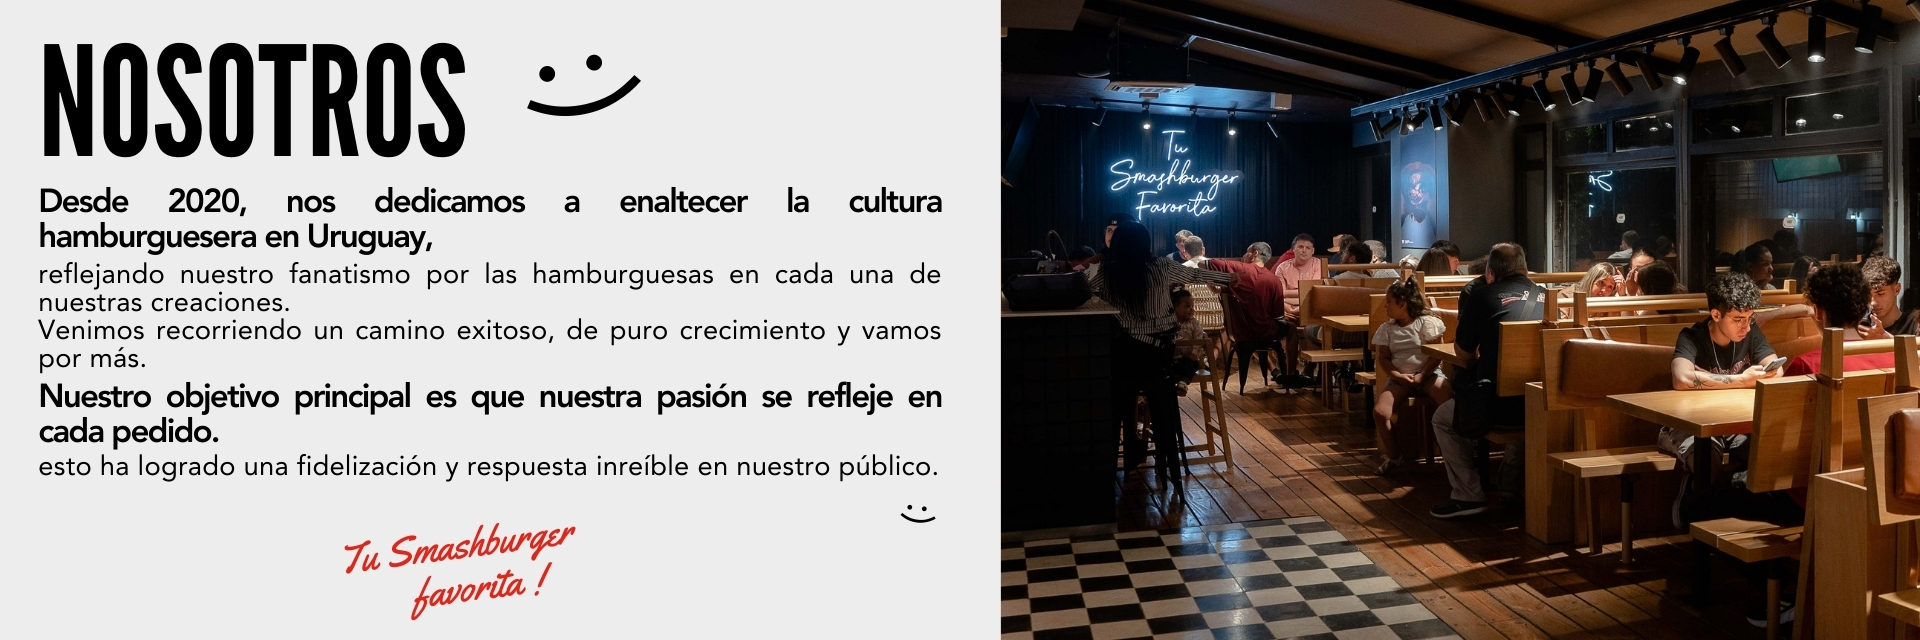 NOSOTROS
Desde 2020, nos dedicamos a enaltecer la cultura
hamburguesera en Uruguay,
reflejando nuestro fanatismo por las hamburguesas en cada una de
nuestras creaciones.
Venimos recorriendo un camino exitoso, de puro crecimiento y vamos
por más.
Nuestro objetivo principal es que nuestra pasión se refleje en
cada pedido.
esto ha logrado una fidelización y respuesta inreíble en nuestro público.
Tu Smashburger
favorita !
Tu
Smashburger
Favorita